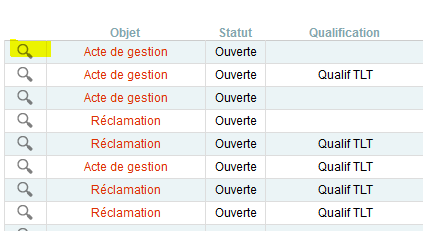 Objet Statut Qualification
Acte de gestion Ouverte
Acte de gestion Ouverte Qualif TLT
Acte de gestion Ouverte
Réclamation Ouverte
Réclamation Ouverte Qualif TLT
Acte de gestion Ouverte Qualif TLT
Réclamation Ouverte Qualif TLT
Réclamation Ouverte Qualif TLT